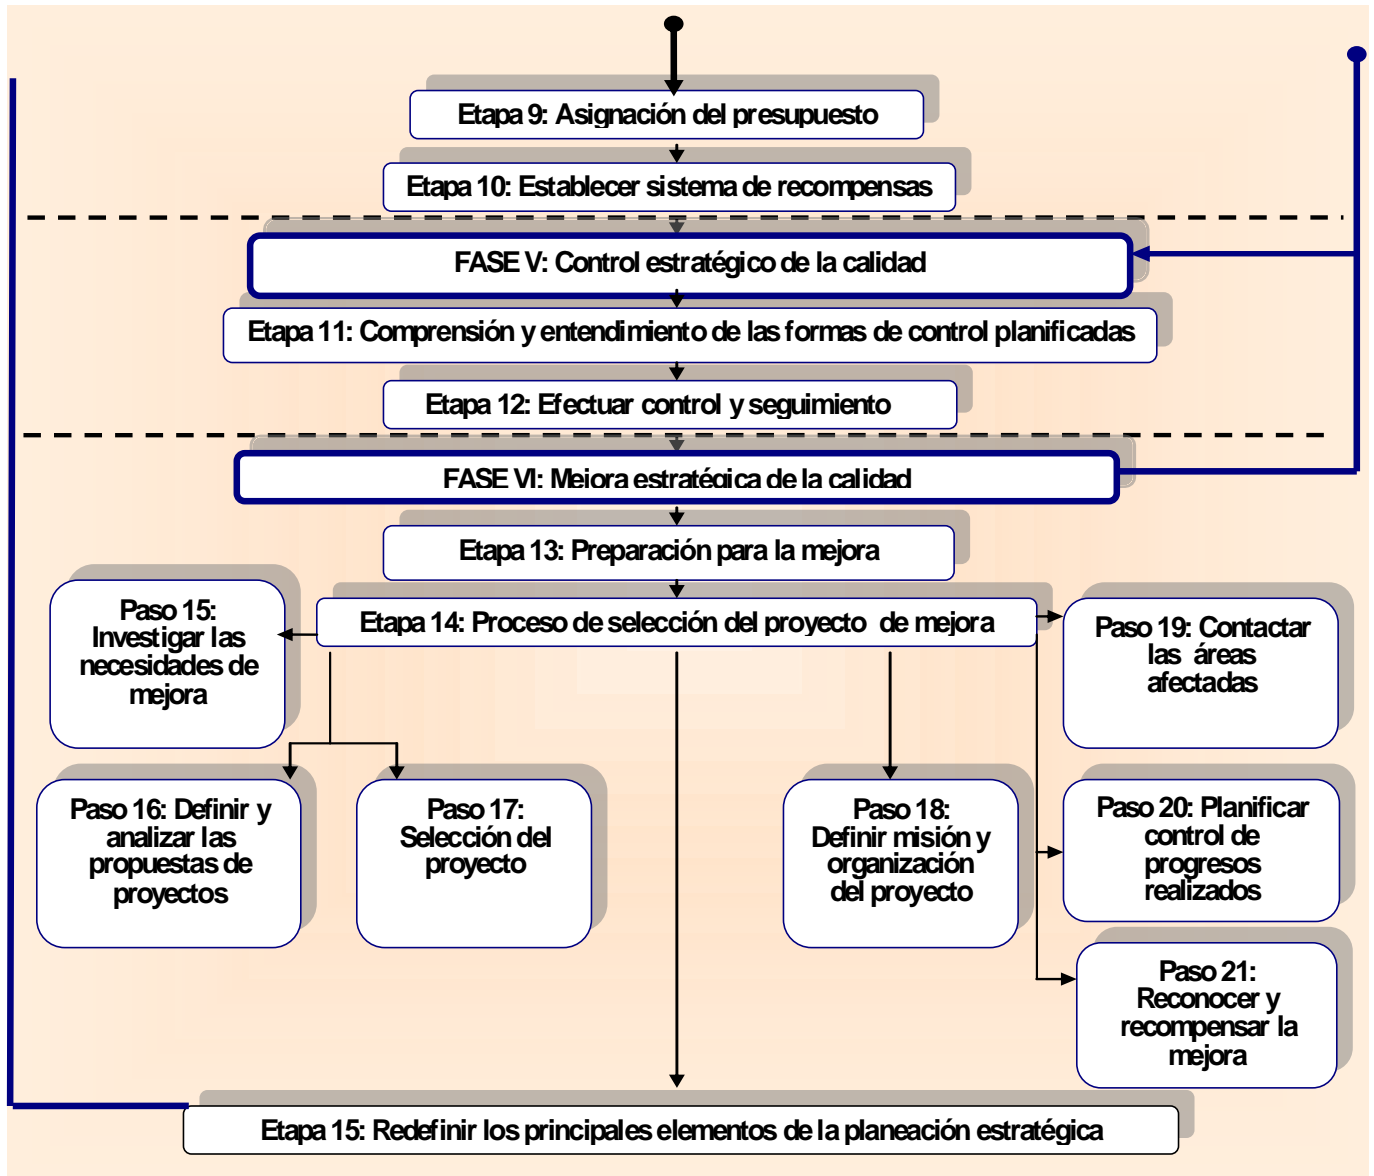 Etapa 9: Asignación del presupuesto
Etapa 10: Establecer sistema de recompensas
FASE V: Control estratégico de la calidad
Etapa 11: Comprensión y entendimiento de las formas de control planificadas
Etapa 12: Efectuar control y seguimiento
FASE VI: Mejora estratégica de la calidad
Etapa 13: Preparación para la mejora
Etapa 14: Proceso de selección del proyecto de mejora
Paso 15:
Investigar las
necesidades de
mejora
Paso 19: Contactar
las áreas
afectadas
Paso 16: Definir y
analizar las
propuestas de
proyectos
Paso 17:
Selección del
proyecto
Paso 18:
Definir misión y
organización
del proyecto
Paso 20: Planificar
control de
progresos
realizados
Paso 21:
Reconocer y
recompensar la
mejora
Etapa 15: Redefinir los principales elementos de la planeación estratégica